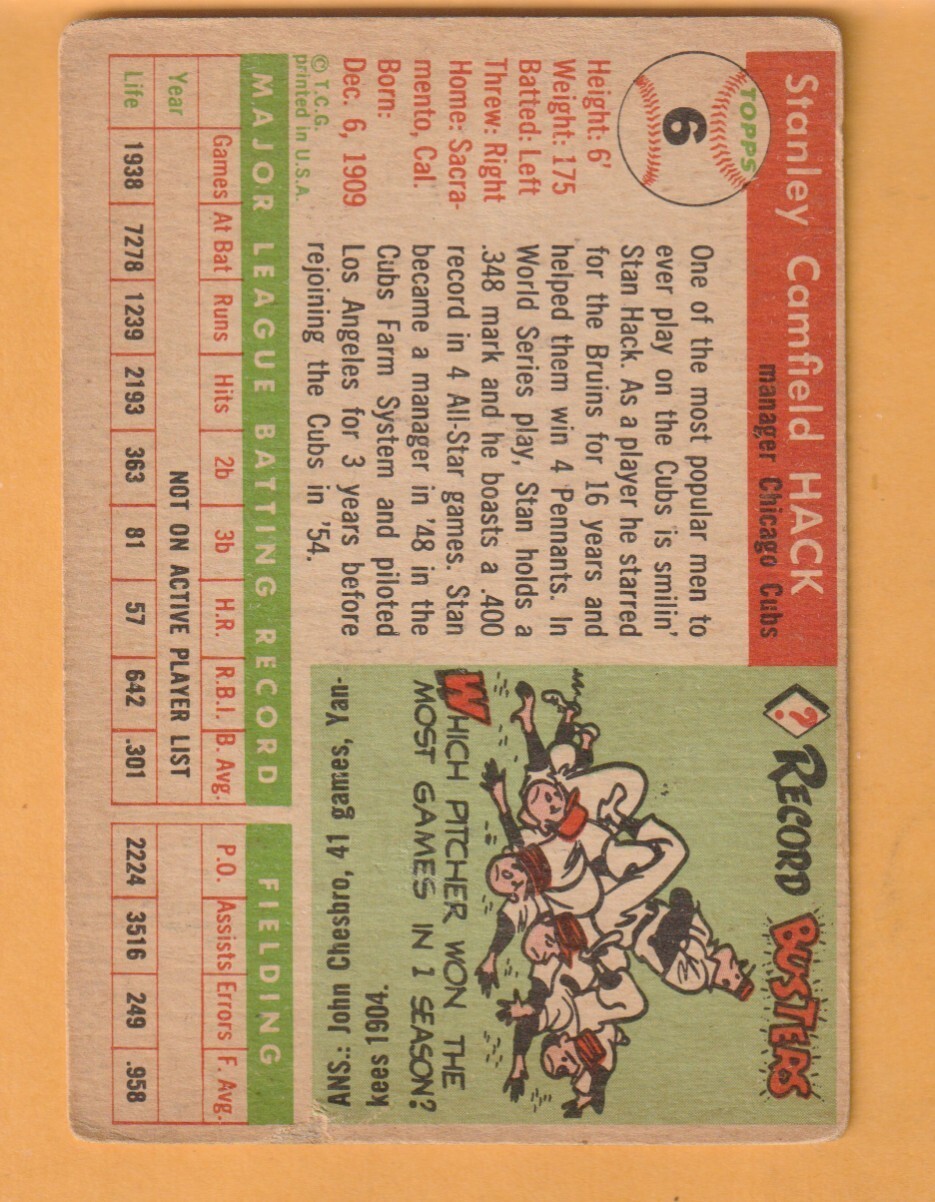 Stanley Camfield HACK
manager Chicago Cubs
TOPPS
6
Height: 6'
Weight: 175
Batted: Left
Threw: Right
Home: Sacra-
mento, Cal.
Born:
Dec. 6, 1909
© T.C.G.
printed in U.S.A.
One of the most popular men to
ever play on the Cubs is smilin'
Stan Hack. As a player he starred
for the Bruins for 16 years and
helped them win 4 Pennants. In
World Series play, Stan holds a
.348 mark and he boasts a .400
record in 4 All-Star games. Stan
became a manager in '48 in the
Cubs Farm System and piloted
Los Angeles for 3 years before
rejoining the Cubs in '54.
? RECORD BUSTERS
WHICH PITCHER WON THE
MOST GAMES IN 1 SEASON?
ANS.: John Chesbro, 41 games, Yan-
kees 1904.
MAJOR LEAGUE BATTING RECORD FIELDING
Games At Bat Runs Hits 2b 3b H.R. R.B.I. B. Avg. P.O. Assists Errors F. Avg.
Year NOT ON ACTIVE PLAYER LIST
Life 1938 7278 1239 2193 363 81 57 642 .301 2224 3516 249 .958